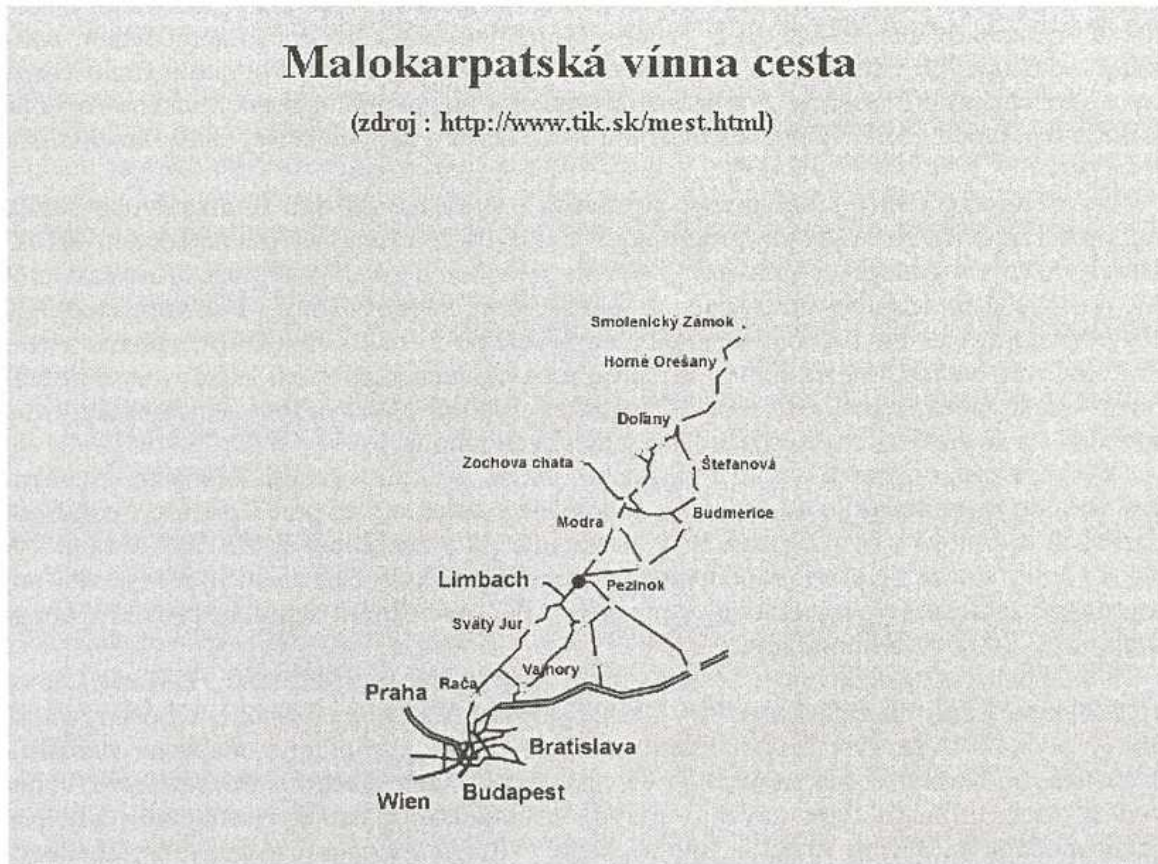 Malokarpatská vínna cesta
(zdroj : http://www.tik.sk/mest.html)
Smolenický Zámok
Horné Orešany
Doľany
Zochova chata
Štefanová
Budmerice
Modra
Limbach
Pezinok
Svätý Jur
Vajnory
Rača
Praha
Bratislava
Budapest
Wien